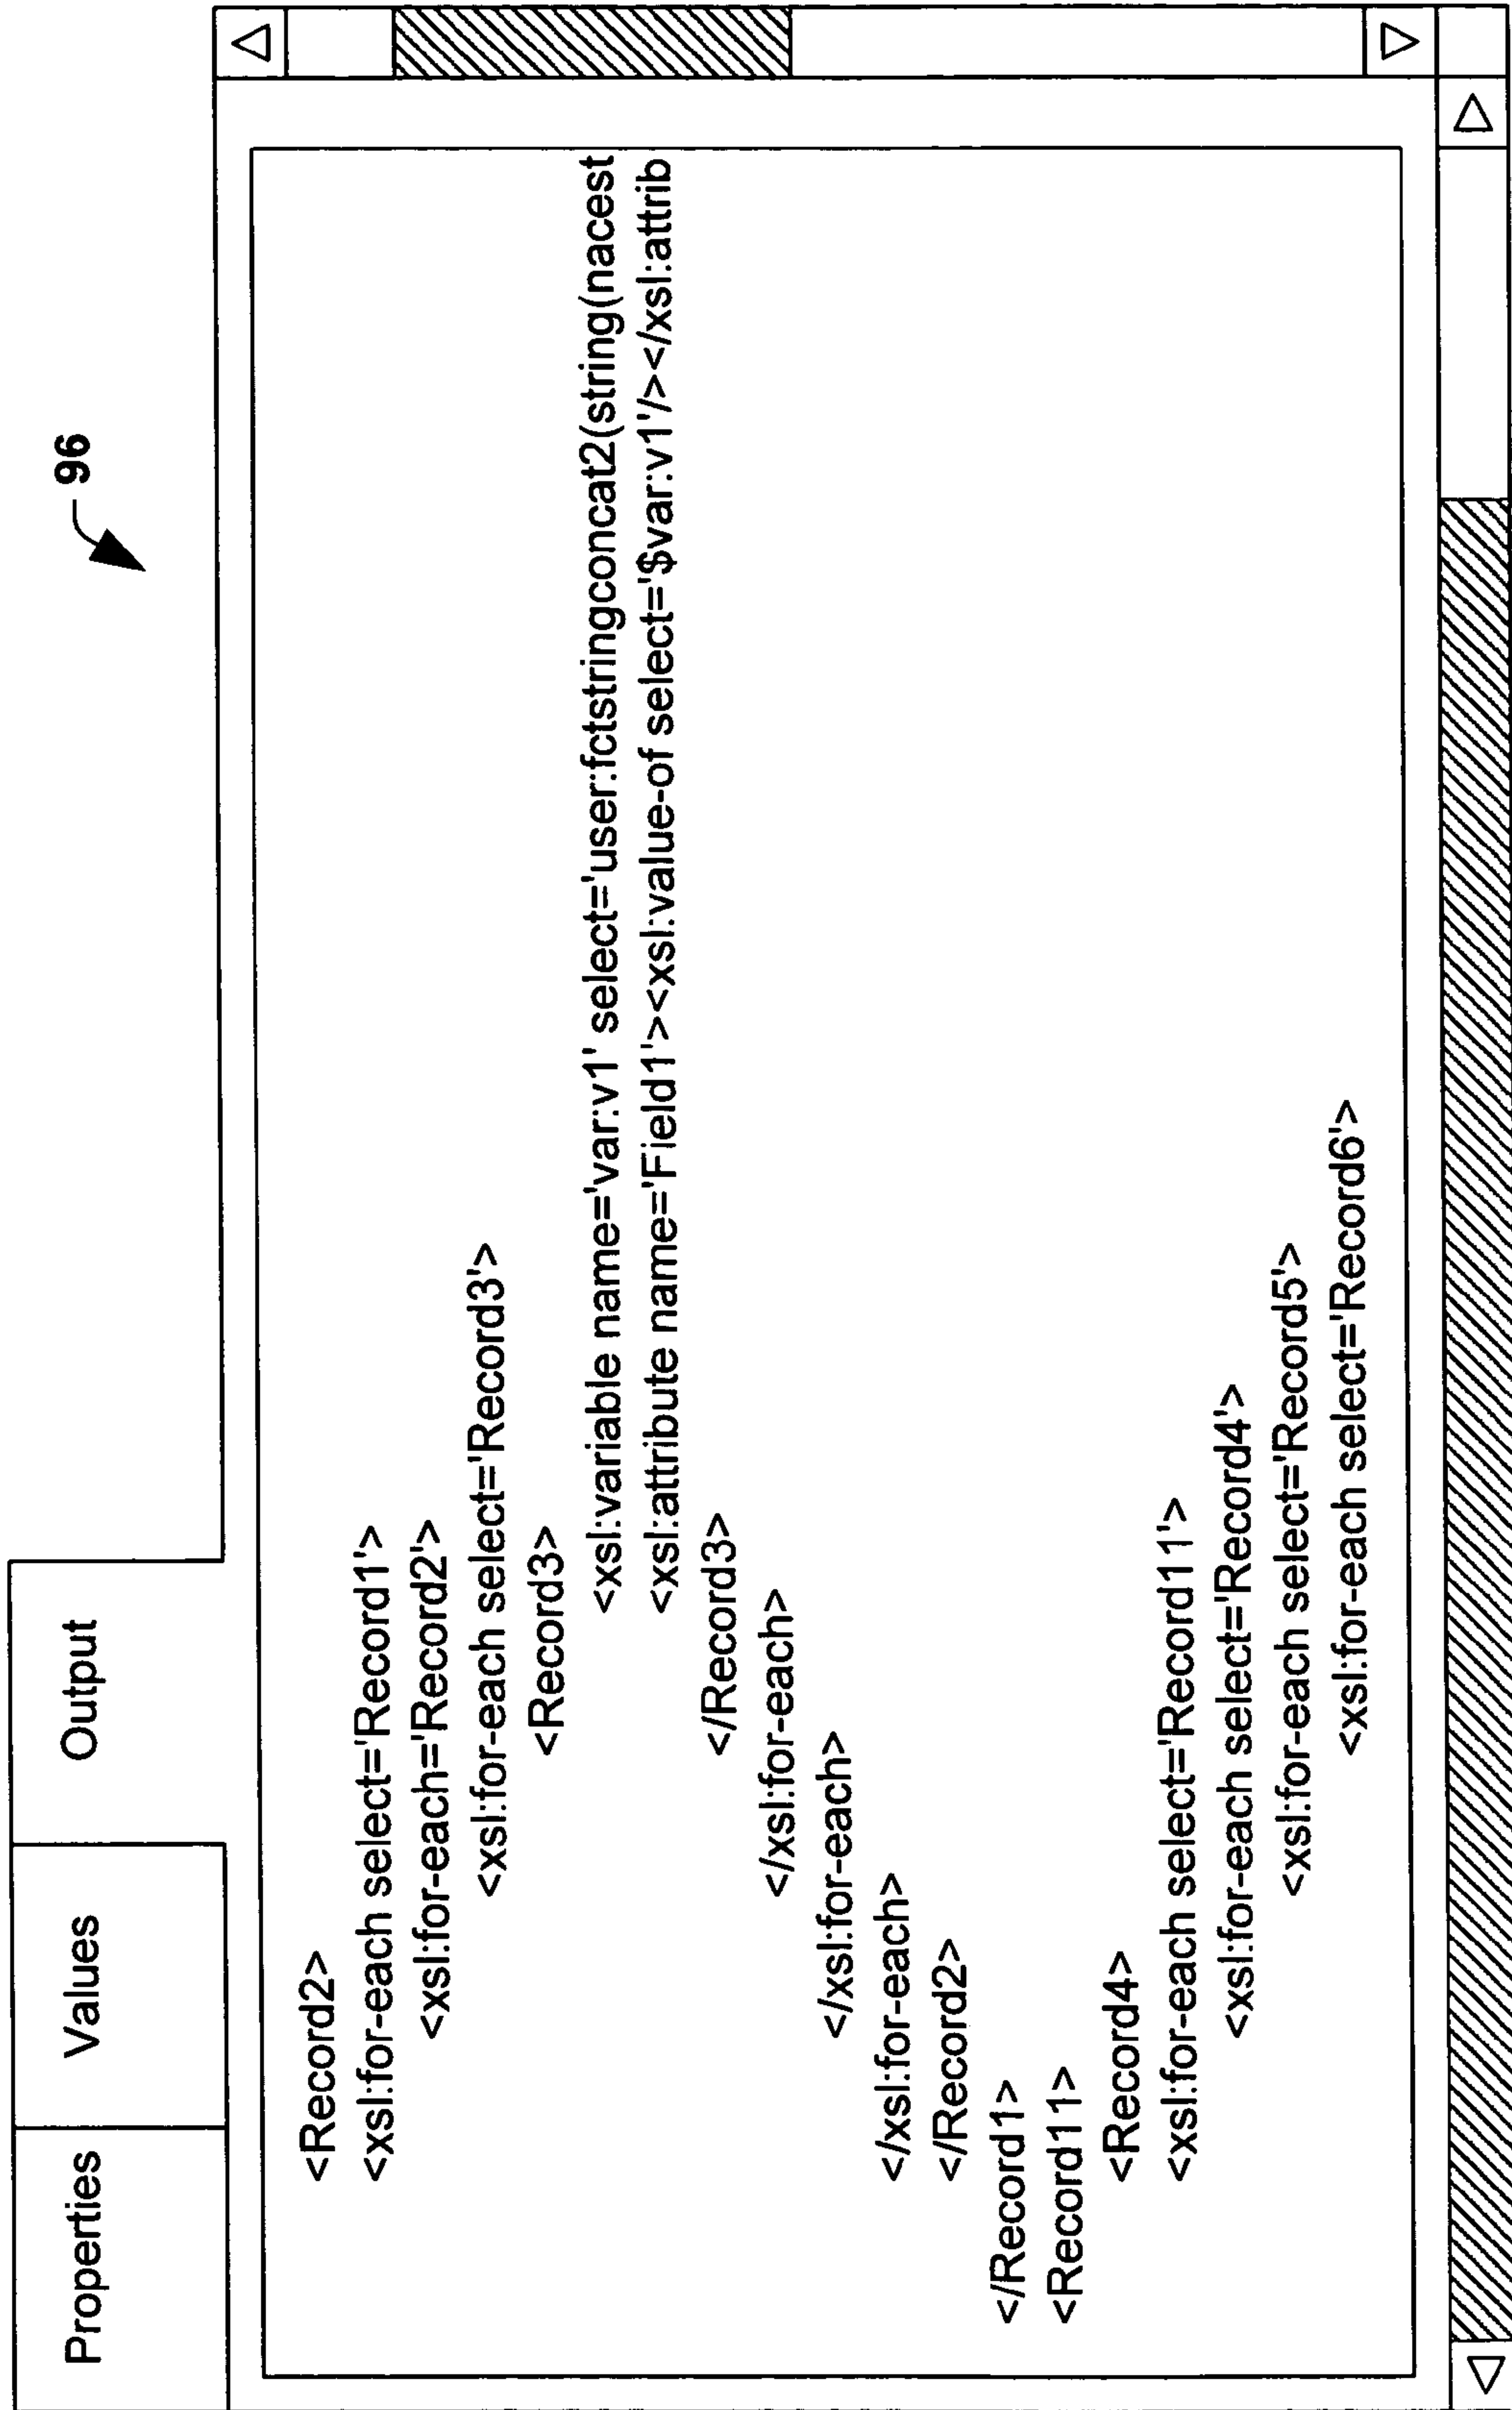 96
Properties
Values
Output
<Record2>
<xsl:for-each select='Record1'>
<xsl:for-each='Record2'>
<xsl:for-each select='Record3'>
<Record3>
<xsl:variable name='var:v1' select='user:fctstringconcat2(string(nacest
<xsl:attribute name='Field1'><xsl:value-of select='$var:v1'/></xsl:attrib
</Record3>
</xsl:for-each>
</xsl:for-each>
</xsl:for-each>
</Record2>
</Record1>
<Record11>
<Record4>
<xsl:for-each select='Record11'>
<xsl:for-each select='Record4'>
<xsl:for-each select='Record5'>
<xsl:for-each select='Record6'>